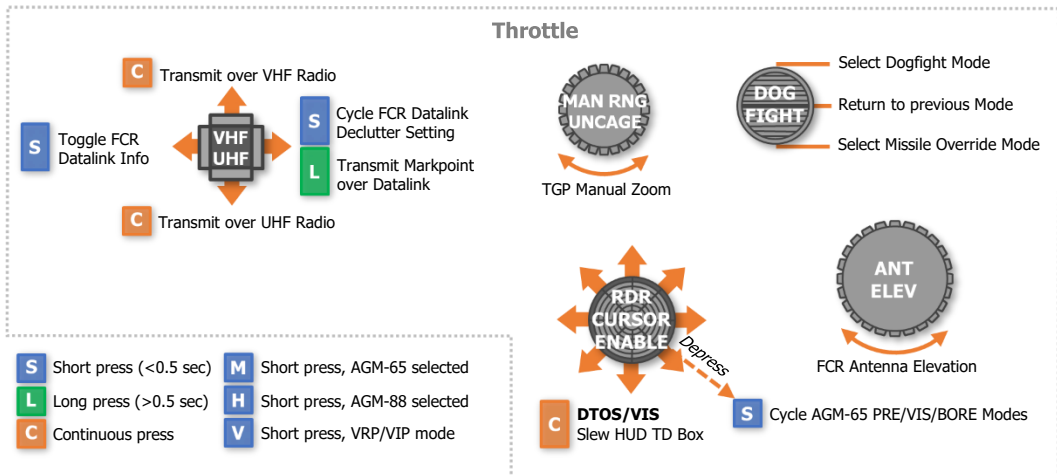 Throttle
C
Transmit over VHF Radio
S
Toggle FCR
Datalink Info
VHF
UHF
S
Cycle FCR Datalink
Declutter Setting
L
Transmit Markpoint
over Datalink
C
Transmit over UHF Radio
MAN RNG
UNCAGE
TGP Manual Zoom
DOG
FIGHT
Select Dogfight Mode
Return to previous Mode
Select Missile Override Mode
RDR
CURSOR
ENABLE
Depress
C
DTOS/VIS
Slew HUD TD Box
S
Cycle AGM-65 PRE/VIS/BORE Modes
ANT
ELEV
FCR Antenna Elevation
S Short press (<0.5 sec)
L Long press (>0.5 sec)
C Continuous press
M Short press, AGM-65 selected
H Short press, AGM-88 selected
V Short press, VRP/VIP mode